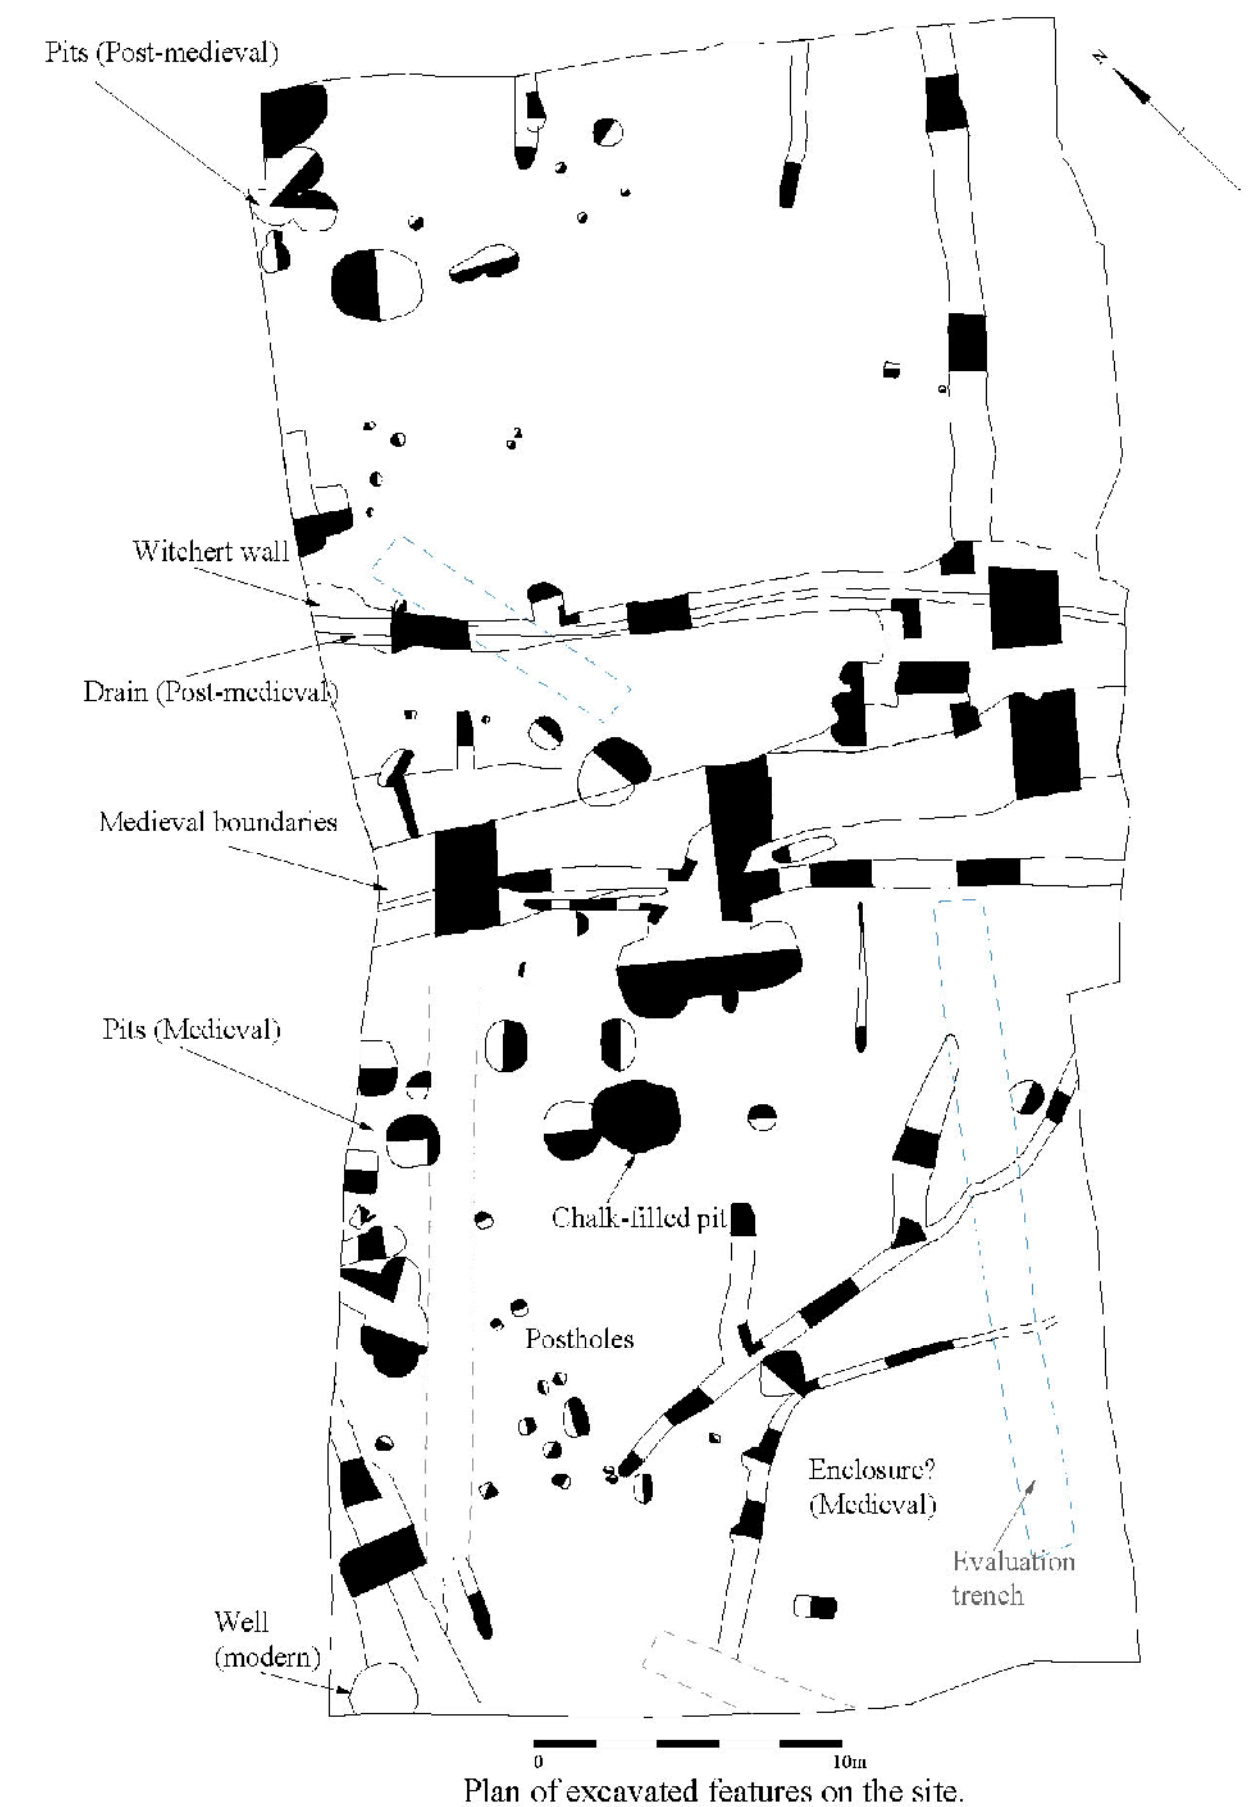 Pits (Post-medieval)
N
Witchert wall
Drain (Post-medieval)
Medieval boundaries
Pits (Medieval)
Chalk-filled pit
Postholes
Enclosure?
(Medieval)
Evaluation
trench
Well
(modern)
0 10m
Plan of excavated features on the site.